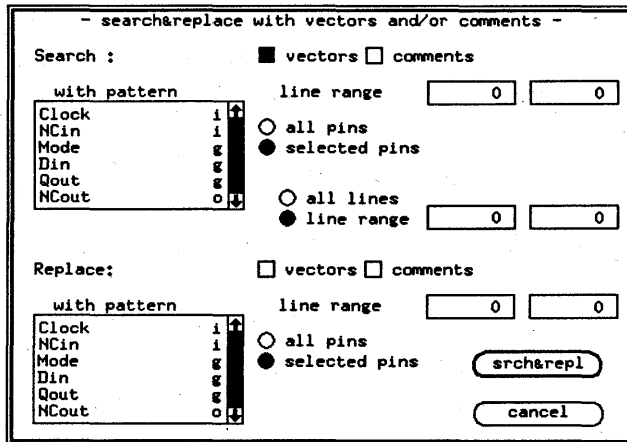 - search&replace with vectors and/or comments -
Search : vectors comments
with pattern line range 0 0
Clock i
NCin i all pins
Mode g selected pins
Din g
Qout g
NCout o all lines
line range 0 0
Replace: vectors comments
with pattern line range 0 0
Clock i
NCin i all pins
Mode g selected pins
Din g srch&repl
Qout g
NCout o cancel